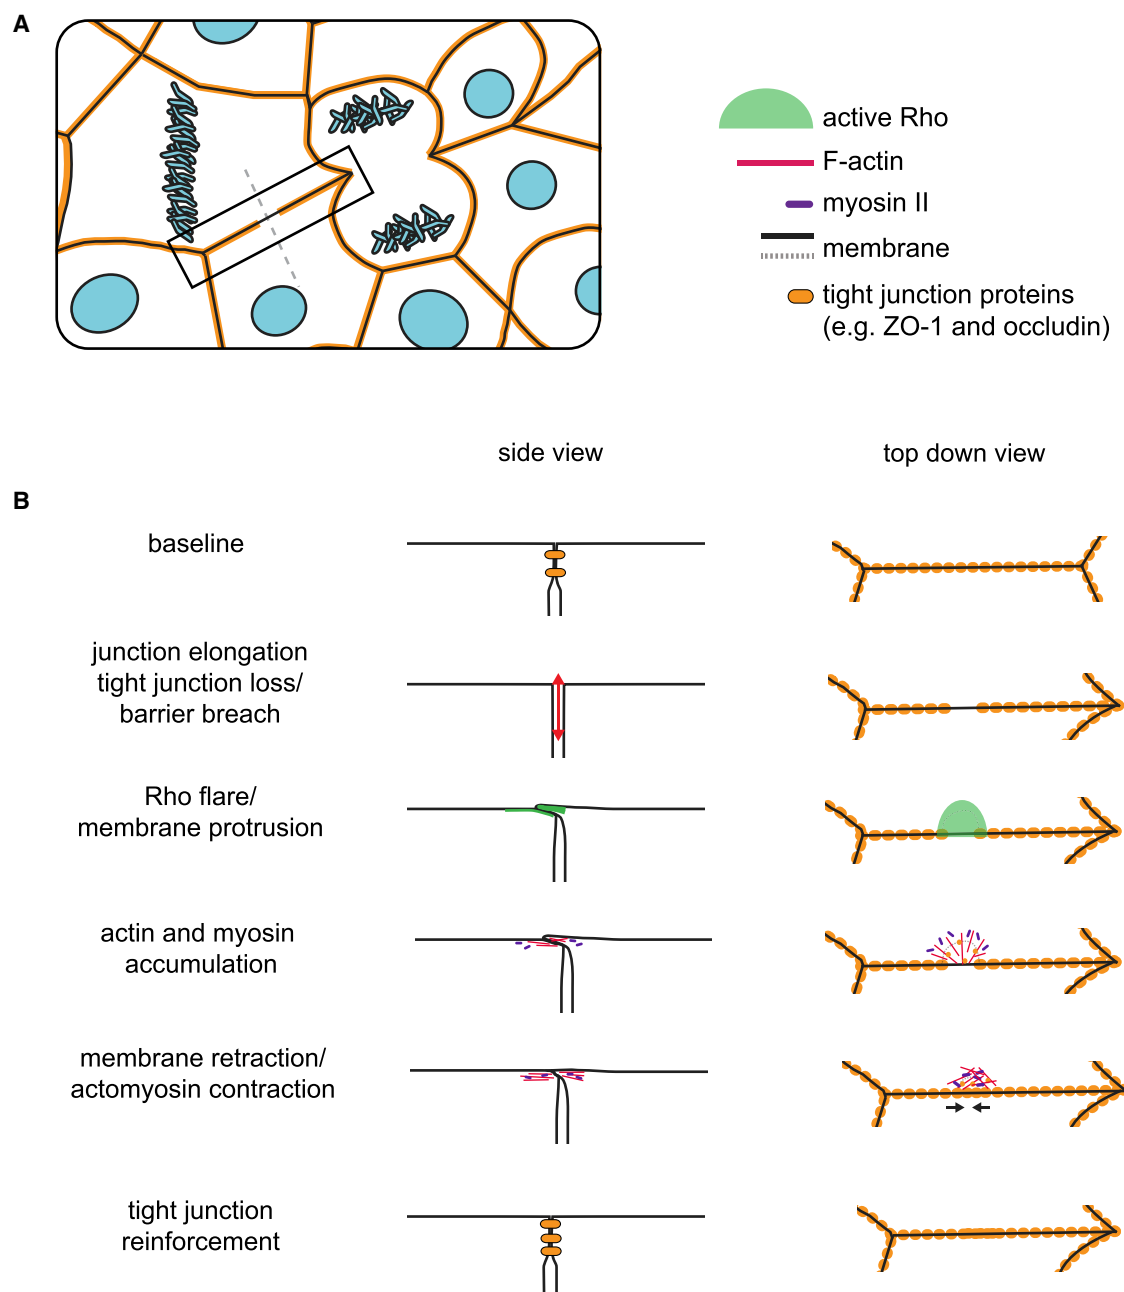 A
active Rho
F-actin
myosin II
membrane
tight junction proteins
(e.g. ZO-1 and occludin)
side view
top down view
B
baseline
junction elongation
tight junction loss/
barrier breach
Rho flare/
membrane protrusion
actin and myosin
accumulation
membrane retraction/
actomyosin contraction
tight junction
reinforcement